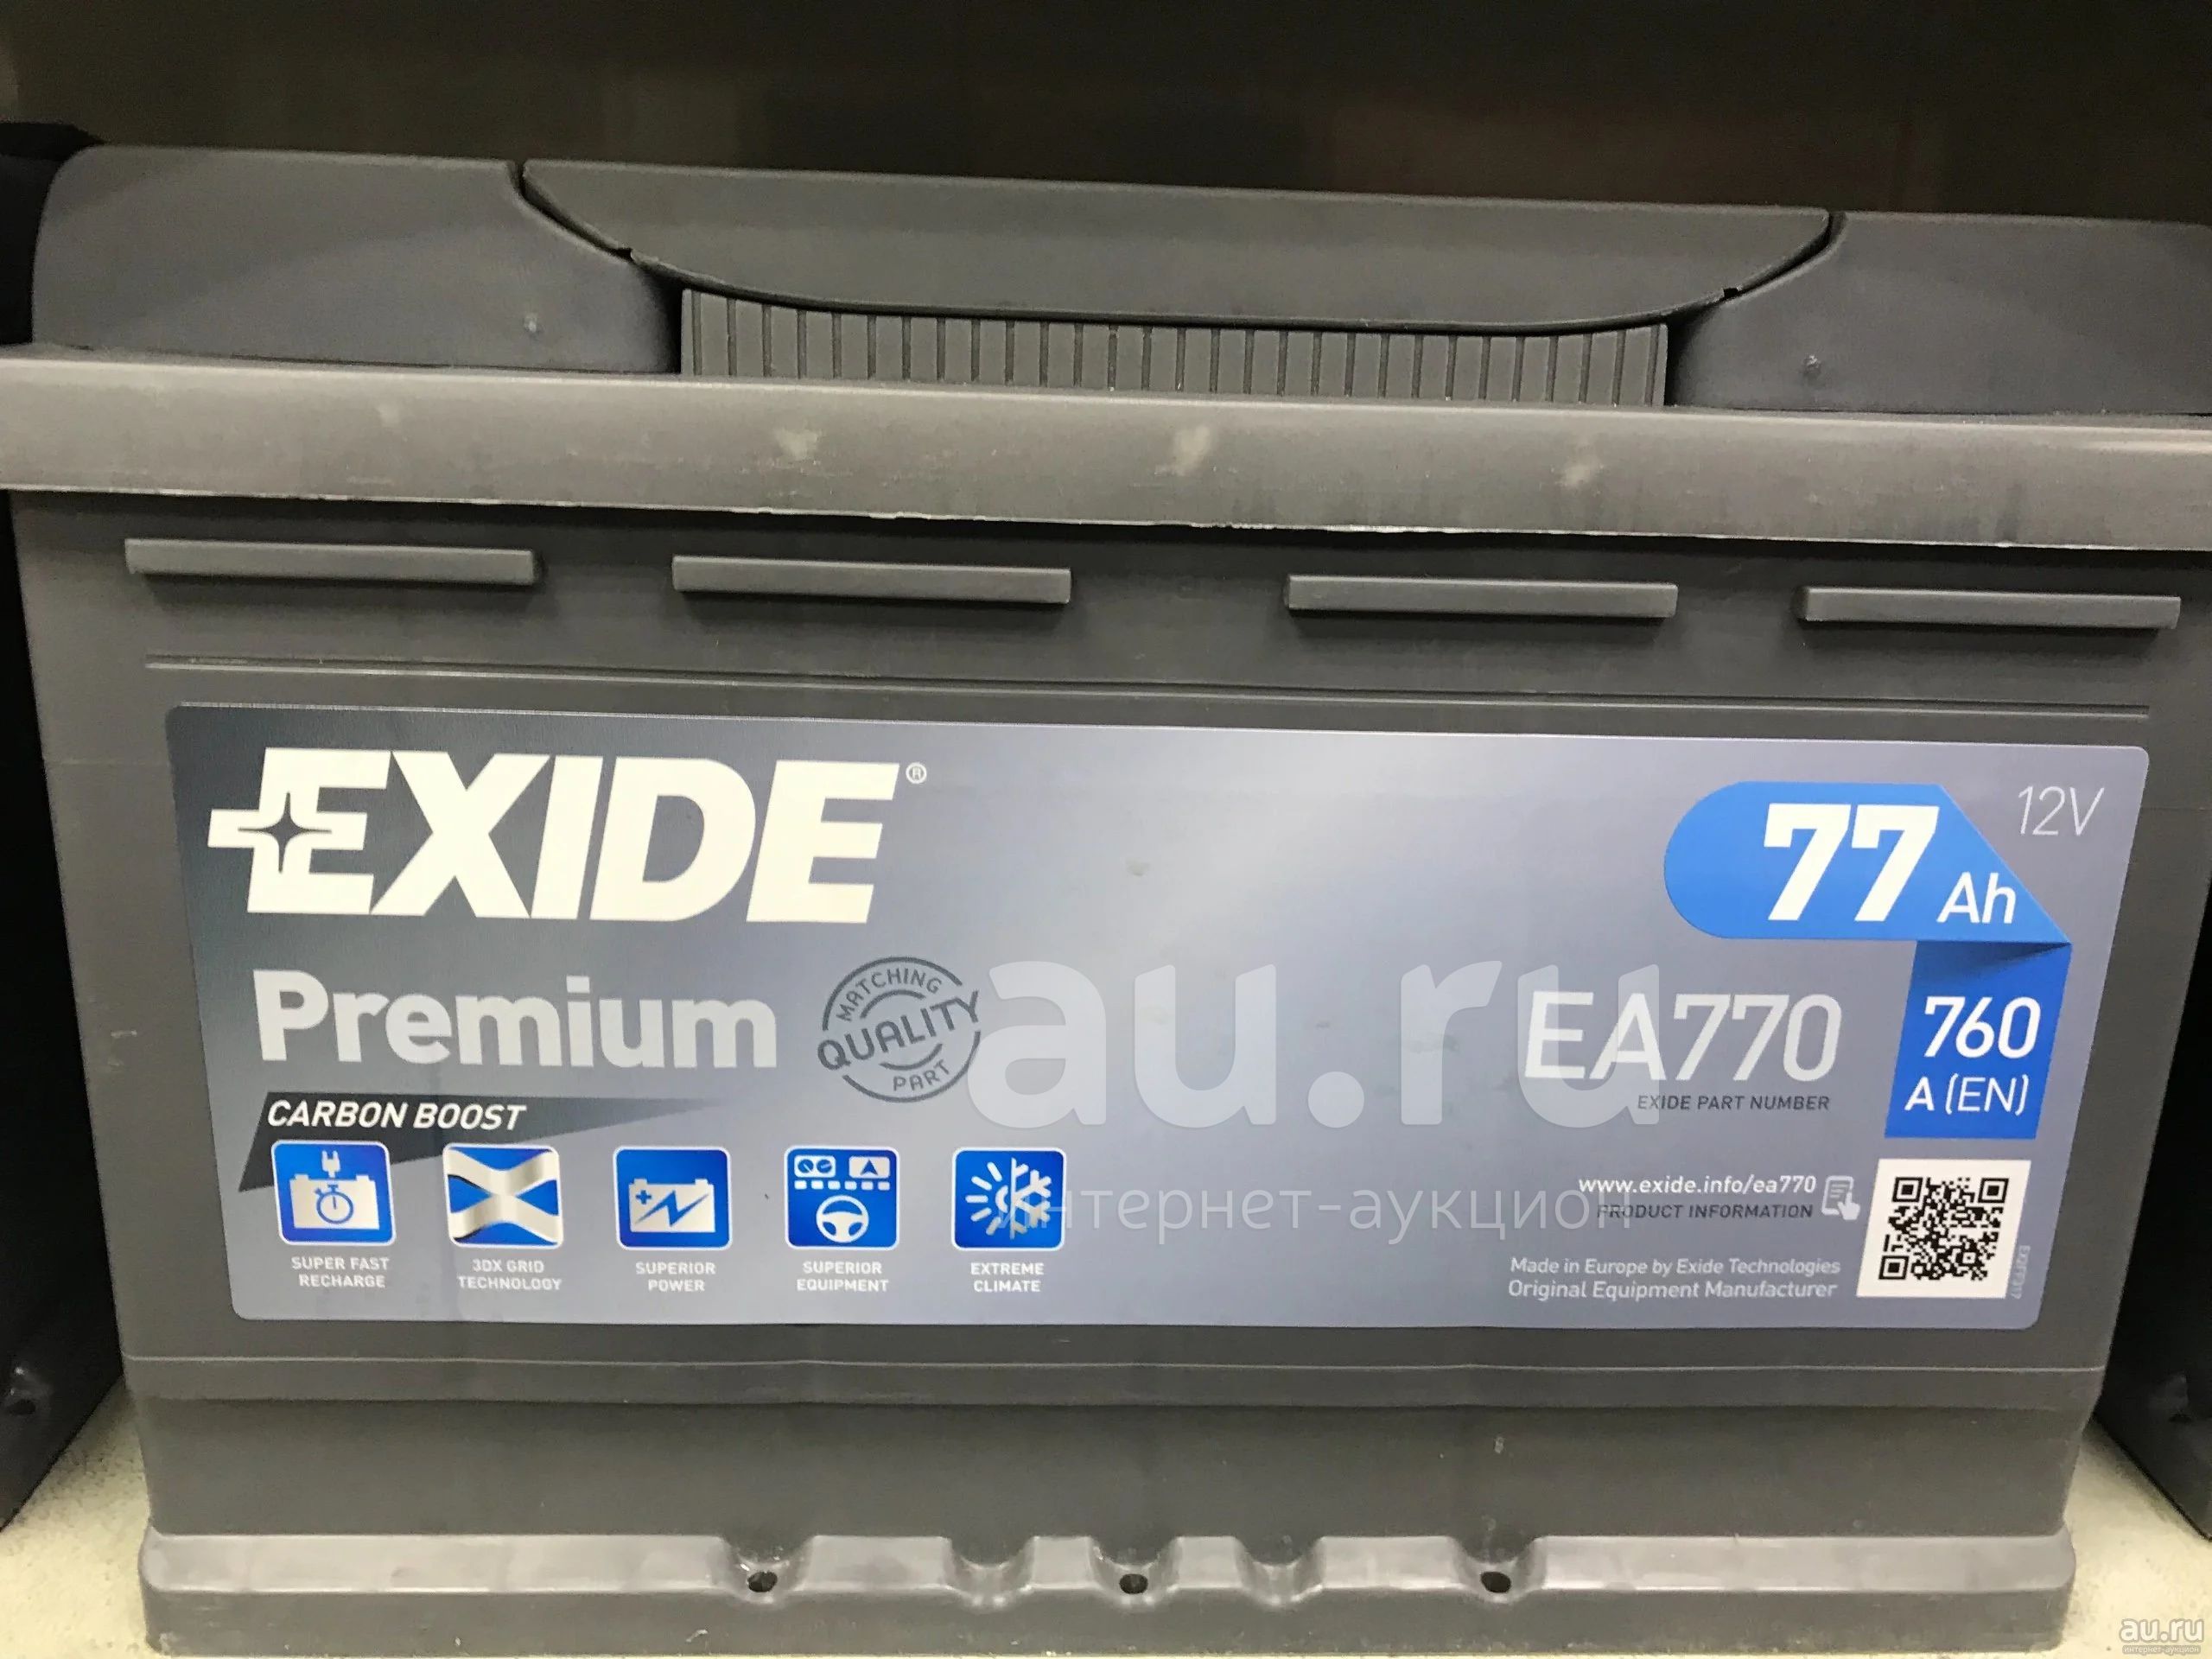 EXIDE®
77 Ah
12V
Premium
MATCHING
QUALITY
PART
EA770
EXIDE PART NUMBER
760
A (EN)
CARBON BOOST
SUPER FAST
RECHARGE
3DX GRID
TECHNOLOGY
SUPERIOR
POWER
SUPERIOR
EQUIPMENT
EXTREME
CLIMATE
www.exide.info/ea770
PRODUCT INFORMATION
Made in Europe by Exide Technologies
Original Equipment Manufacturer
au.ru
интернет-аукцион
au.ru
интернет-аукцион